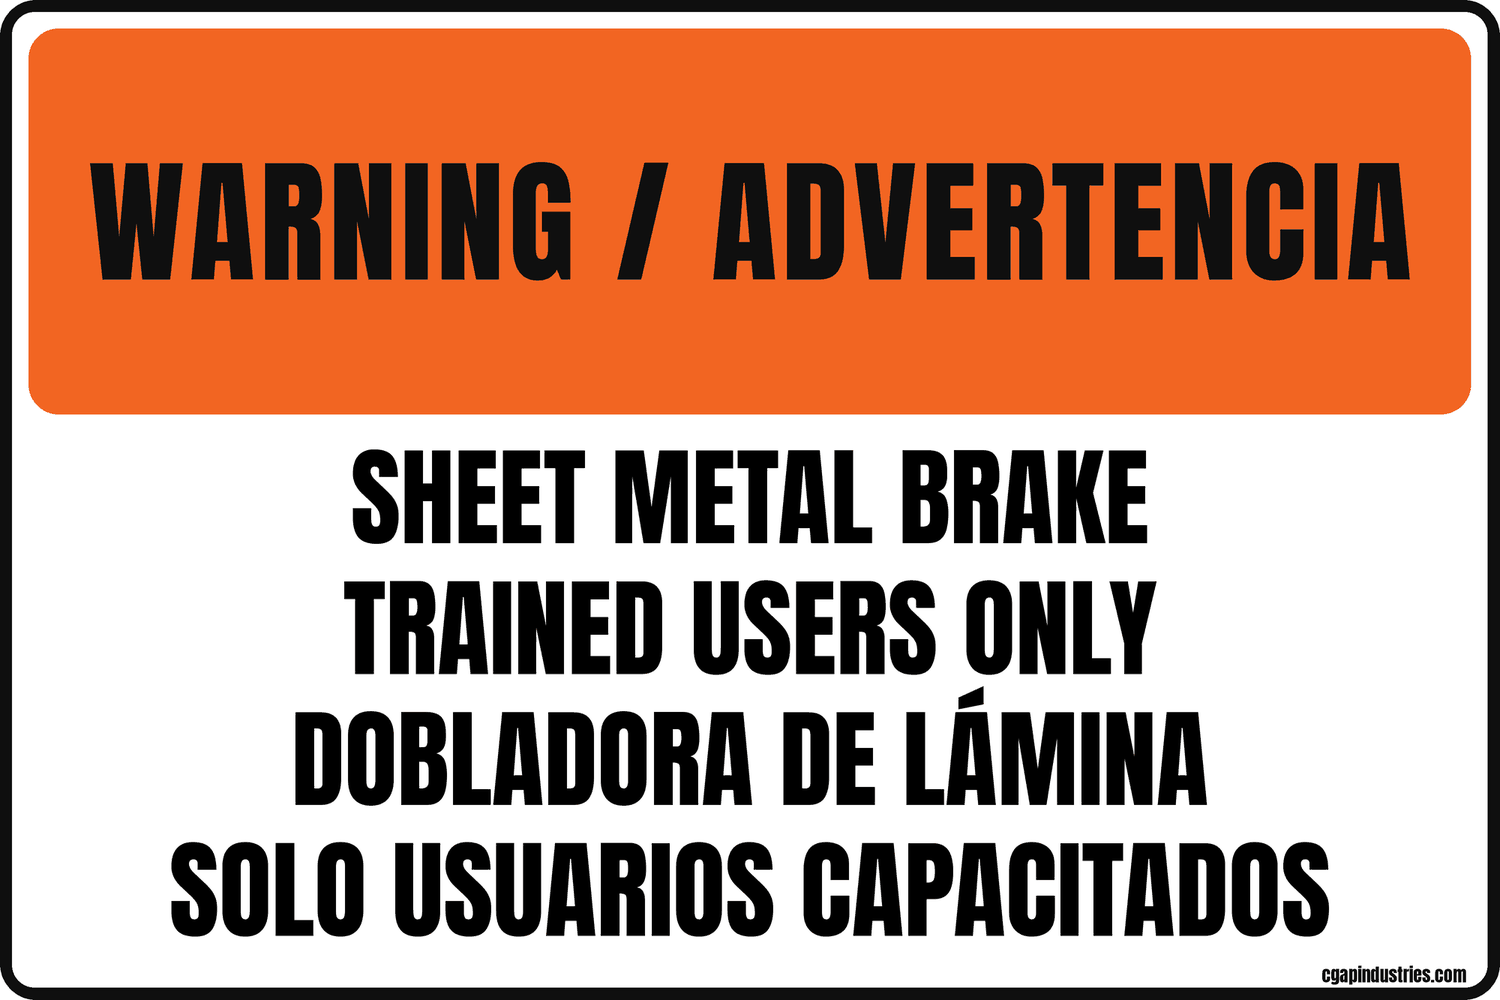 WARNING / ADVERTENCIA
SHEET METAL BRAKE
TRAINED USERS ONLY
DOBLADORA DE LÁMINA
SOLO USUARIOS CAPACITADOS
cgapindustries.com